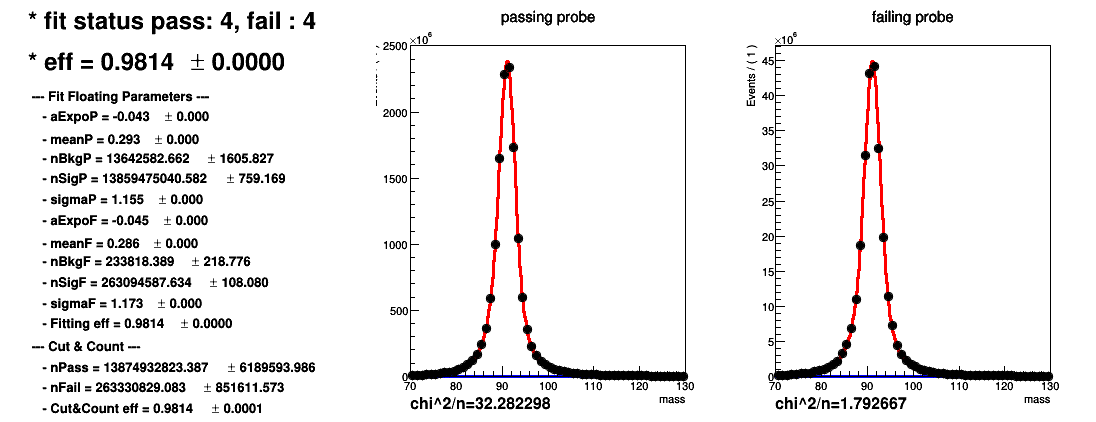 * fit status pass: 4, fail : 4
* eff = 0.9814 ± 0.0000
--- Fit Floating Parameters ---
- aExpoP = -0.043 ± 0.000
- meanP = 0.293 ± 0.000
- nBkgP = 13642582.662 ± 1605.827
- nSigP = 13859475040.582 ± 759.169
- sigmaP = 1.155 ± 0.000
- aExpoF = -0.045 ± 0.000
- meanF = 0.286 ± 0.000
- nBkgF = 233818.389 ± 218.776
- nSigF = 263094587.634 ± 108.080
- sigmaF = 1.173 ± 0.000
- Fitting eff = 0.9814 ± 0.0000
--- Cut & Count ---
- nPass = 13874932823.387 ± 6189593.986
- nFail = 263330829.083 ± 851611.573
- Cut&Count eff = 0.9814 ± 0.0001
passing probe
×10^6
2500
2000
1500
1000
500
0
70 80 90 100 110 120 130
mass
chi^2/n=32.282298
failing probe
×10^6
Events / ( 1 )
45
40
35
30
25
20
15
10
5
0
70 80 90 100 110 120 130
mass
chi^2/n=1.792667